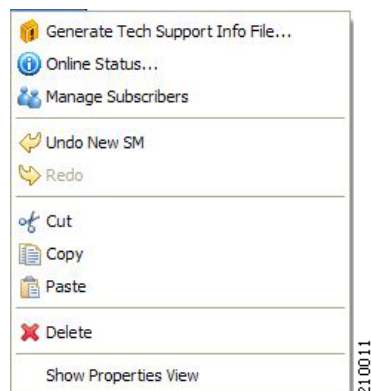 Generate Tech Support Info File...
Online Status...
Manage Subscribers
Undo New SM
Redo
Cut
Copy
Paste
Delete
Show Properties View
210011